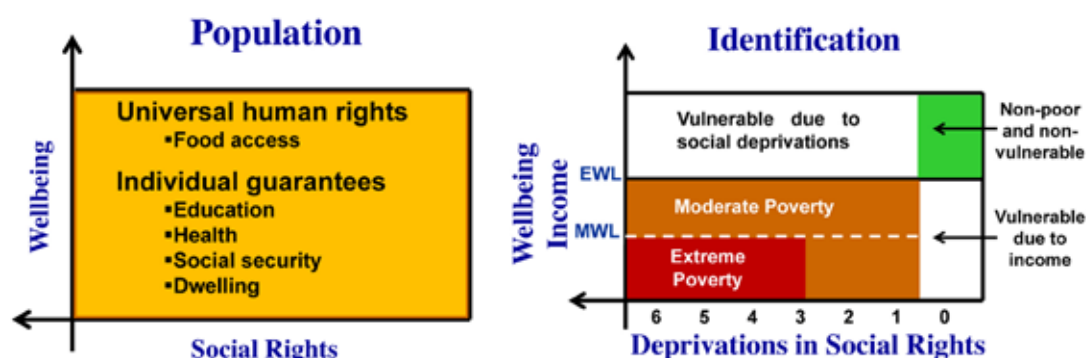 Population
Wellbeing
Universal human rights
▪Food access
Individual guarantees
▪Education
▪Health
▪Social security
▪Dwelling
Social Rights
Identification
Wellbeing
Income
EWL
MWL
Vulnerable due to
social deprivations
Non-poor
and non-
vulnerable
Moderate Poverty
Extreme
Poverty
Vulnerable
due to
income
6 5 4 3 2 1 0
Deprivations in Social Rights